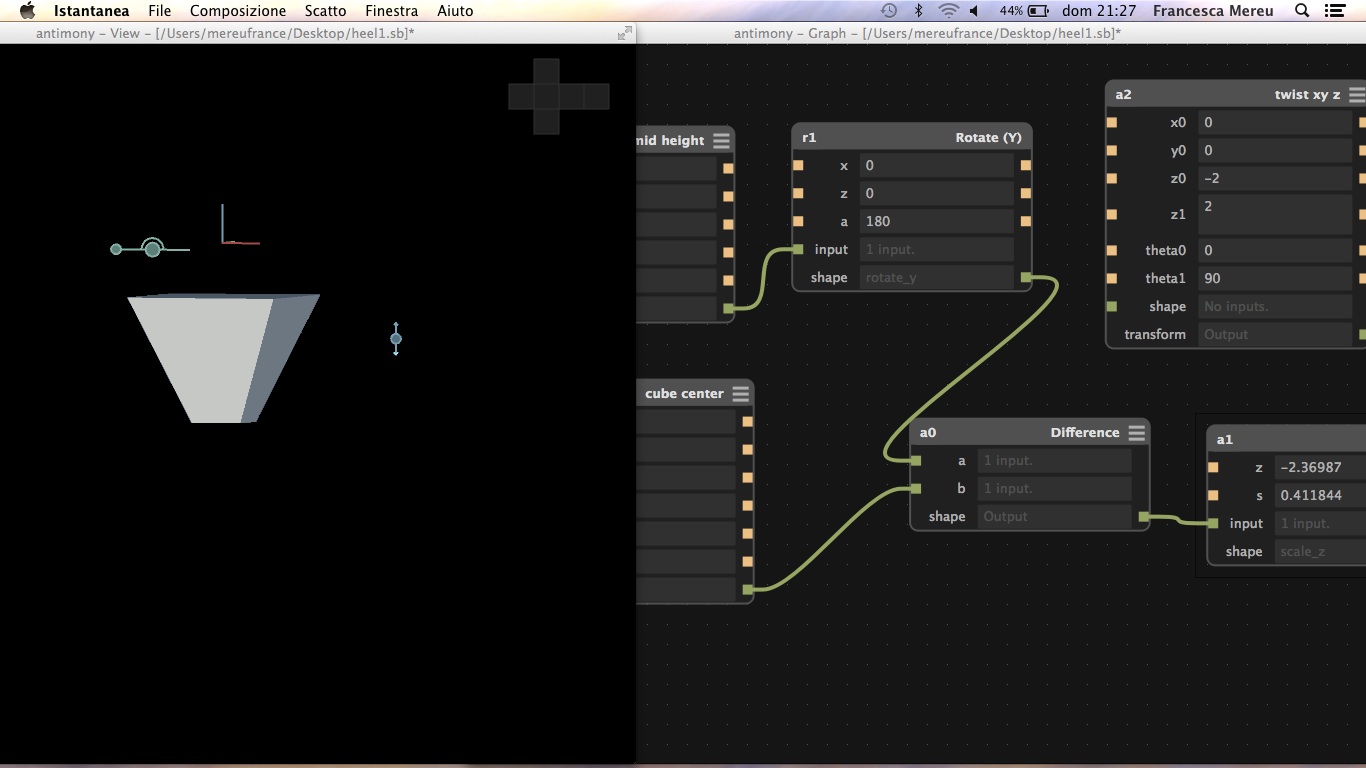 Istantanea File Composizione Scatto Finestra Aiuto 44% dom 21:27 Francesca Mereu
antimony – View – [/Users/mereufrance/Desktop/heel1.sb]*
antimony – Graph – [/Users/mereufrance/Desktop/heel1.sb]*
height
r1 Rotate (Y)
x 0
z 0
a 180
input 1 input.
shape rotate_y
a2 twist xy z
x0 0
y0 0
z0 −2
z1 2
theta0 0
theta1 90
shape No inputs.
transform Output
cube center
a0 Difference
a 1 input.
b 1 input.
shape Output
a1
z −2.36987
s 0.411844
input 1 input.
shape scale_z